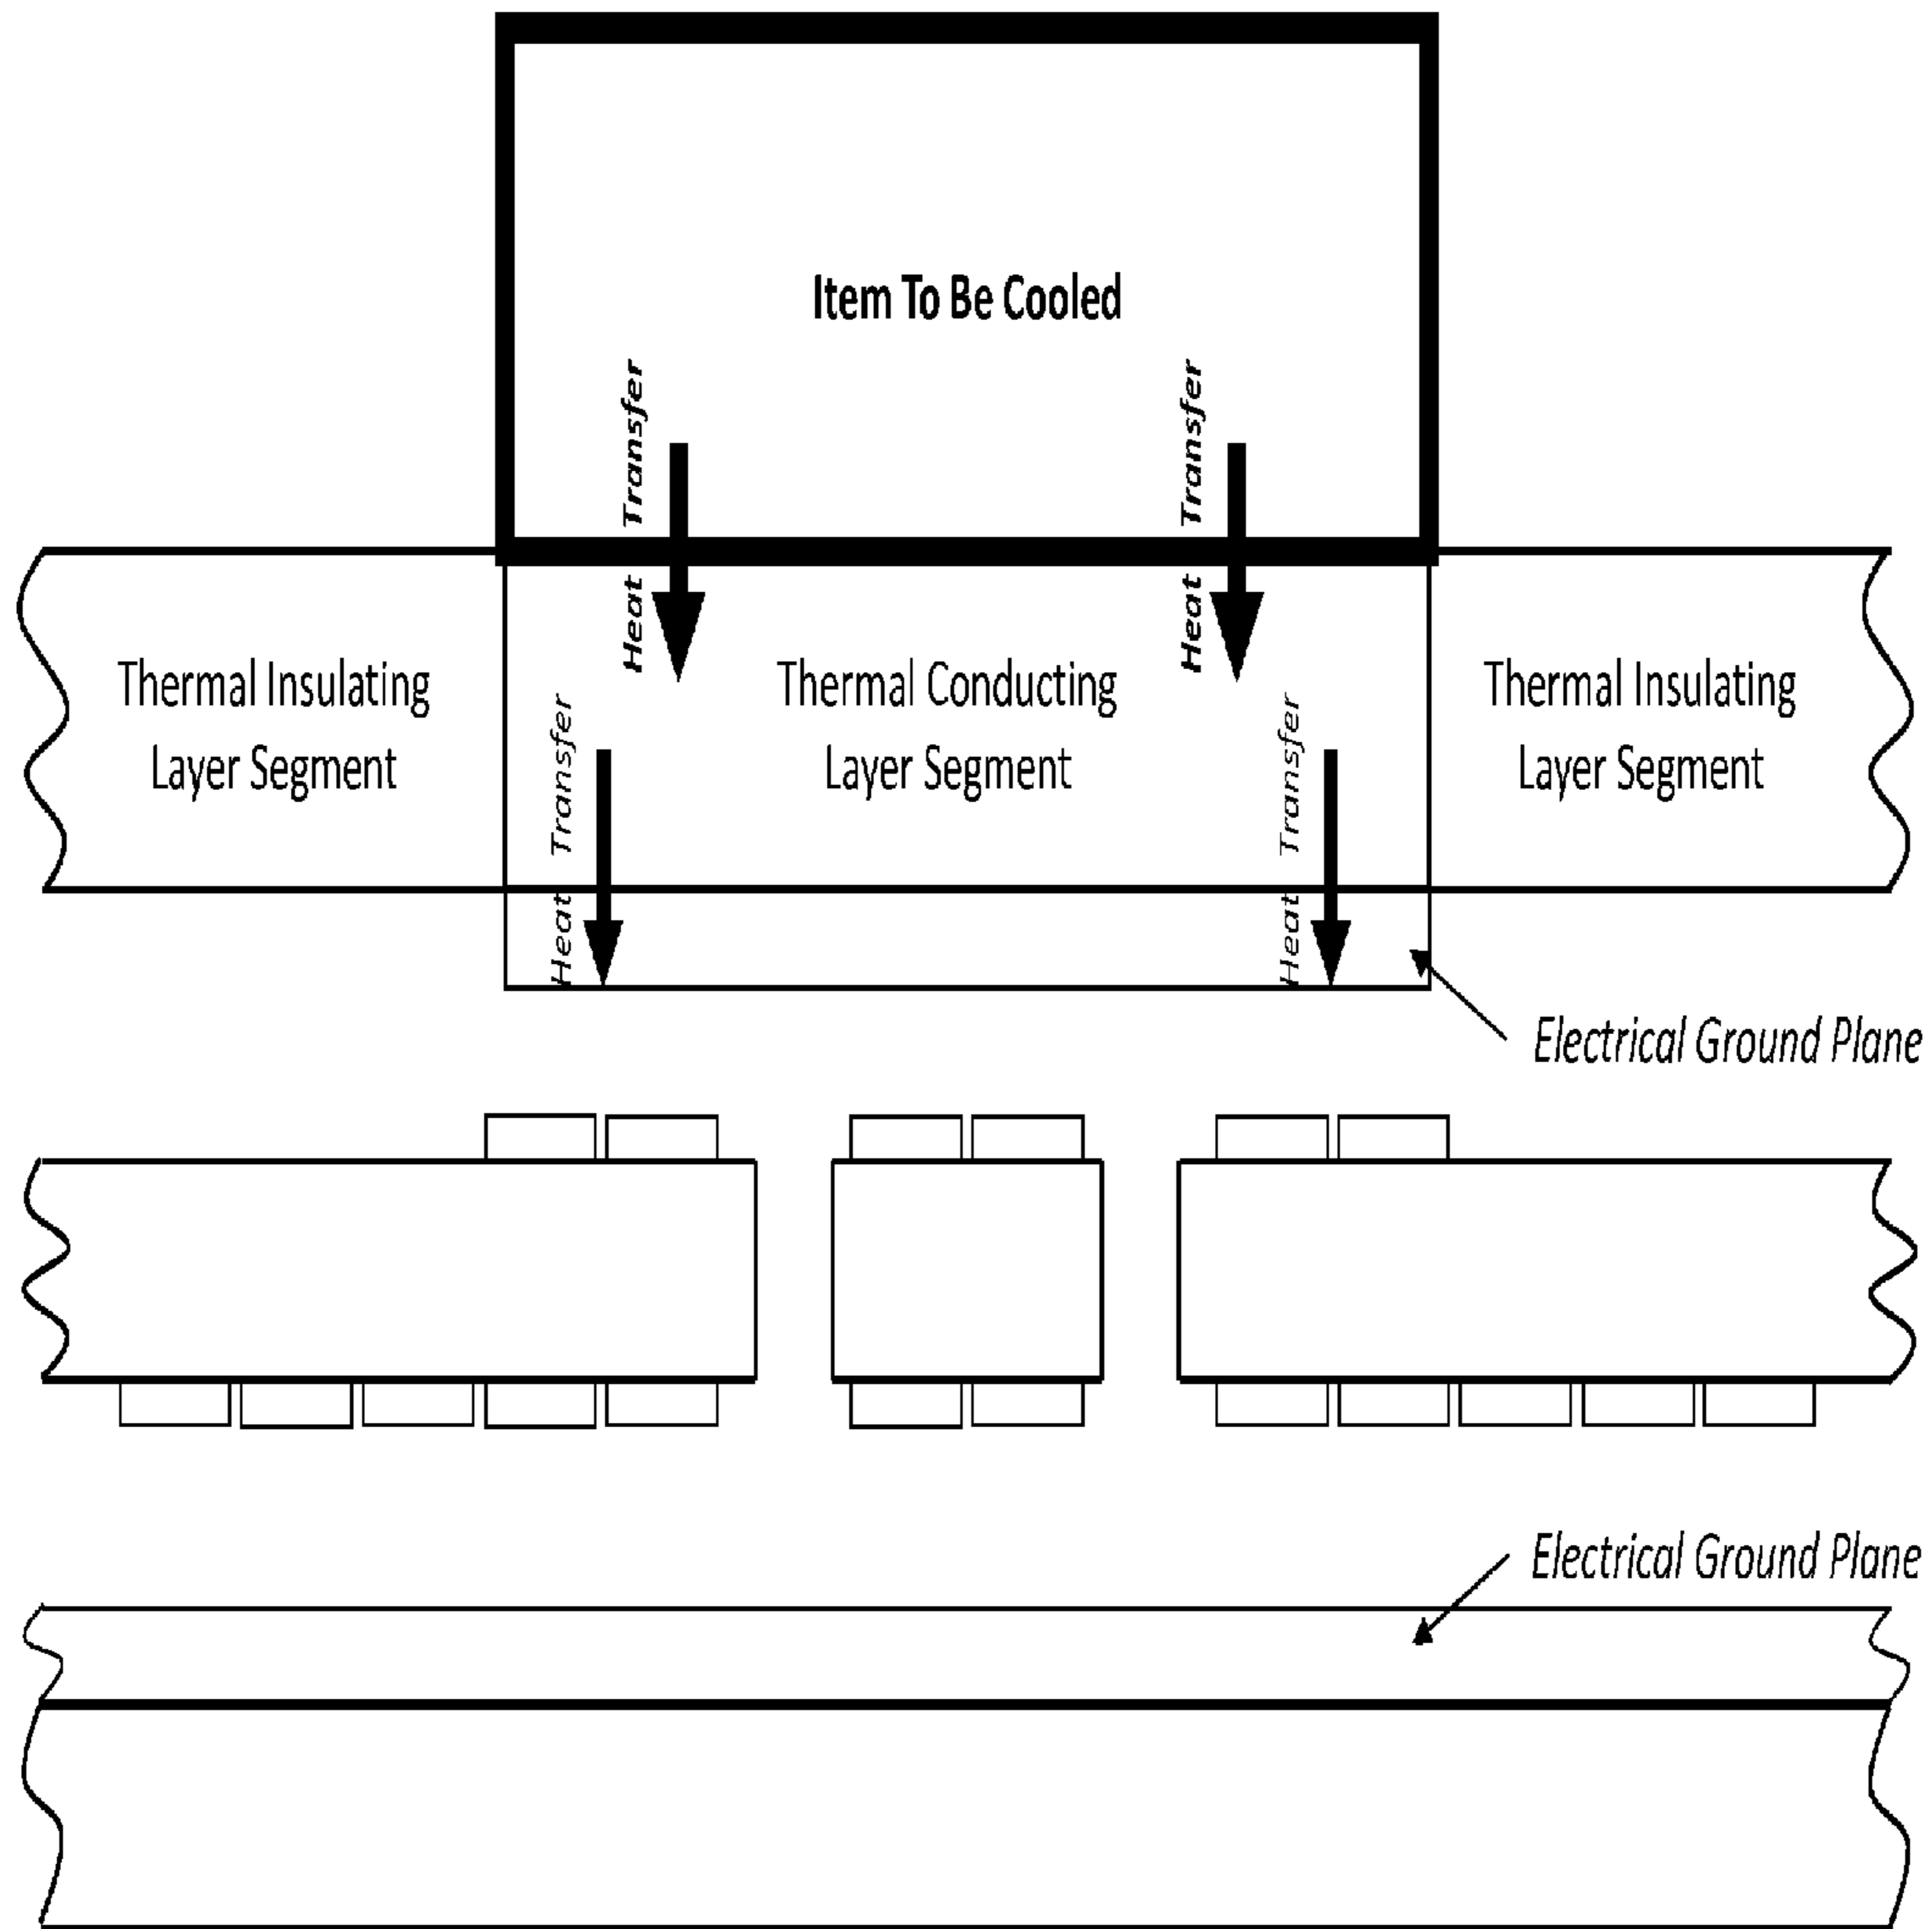 Item To Be Cooled
Heat Transfer
Heat Transfer
Thermal Insulating
Layer Segment
Thermal Conducting
Layer Segment
Thermal Insulating
Layer Segment
Heat Transfer
Heat Transfer
Electrical Ground Plane
Electrical Ground Plane